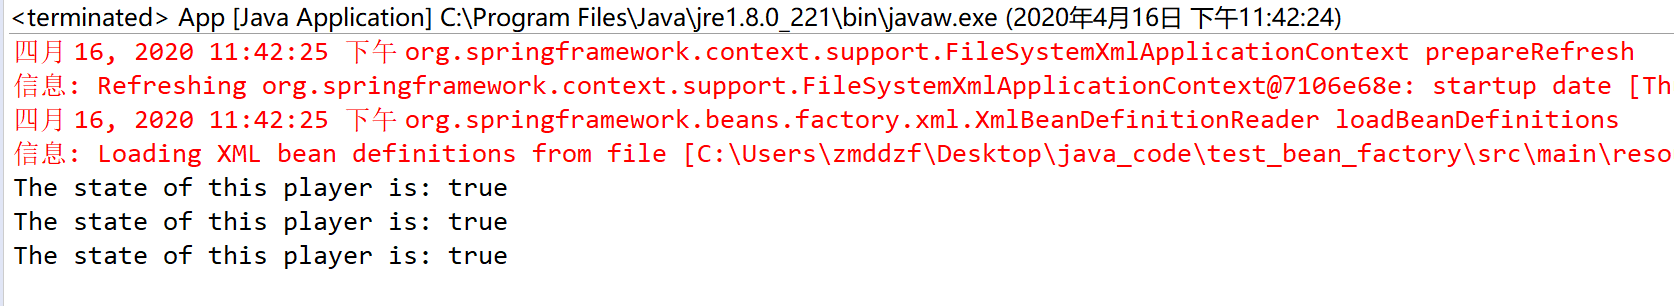 <terminated> App [Java Application] C:\Program Files\Java\jre1.8.0_221\bin\javaw.exe (2020年4月16日 下午11:42:24)
四月 16, 2020 11:42:25 下午 org.springframework.context.support.FileSystemXmlApplicationContext prepareRefresh
信息: Refreshing org.springframework.context.support.FileSystemXmlApplicationContext@7106e68e: startup date [Th
四月 16, 2020 11:42:25 下午 org.springframework.beans.factory.xml.XmlBeanDefinitionReader loadBeanDefinitions
信息: Loading XML bean definitions from file [C:\Users\zmddzf\Desktop\java_code\test_bean_factory\src\main\reso
The state of this player is: true
The state of this player is: true
The state of this player is: true